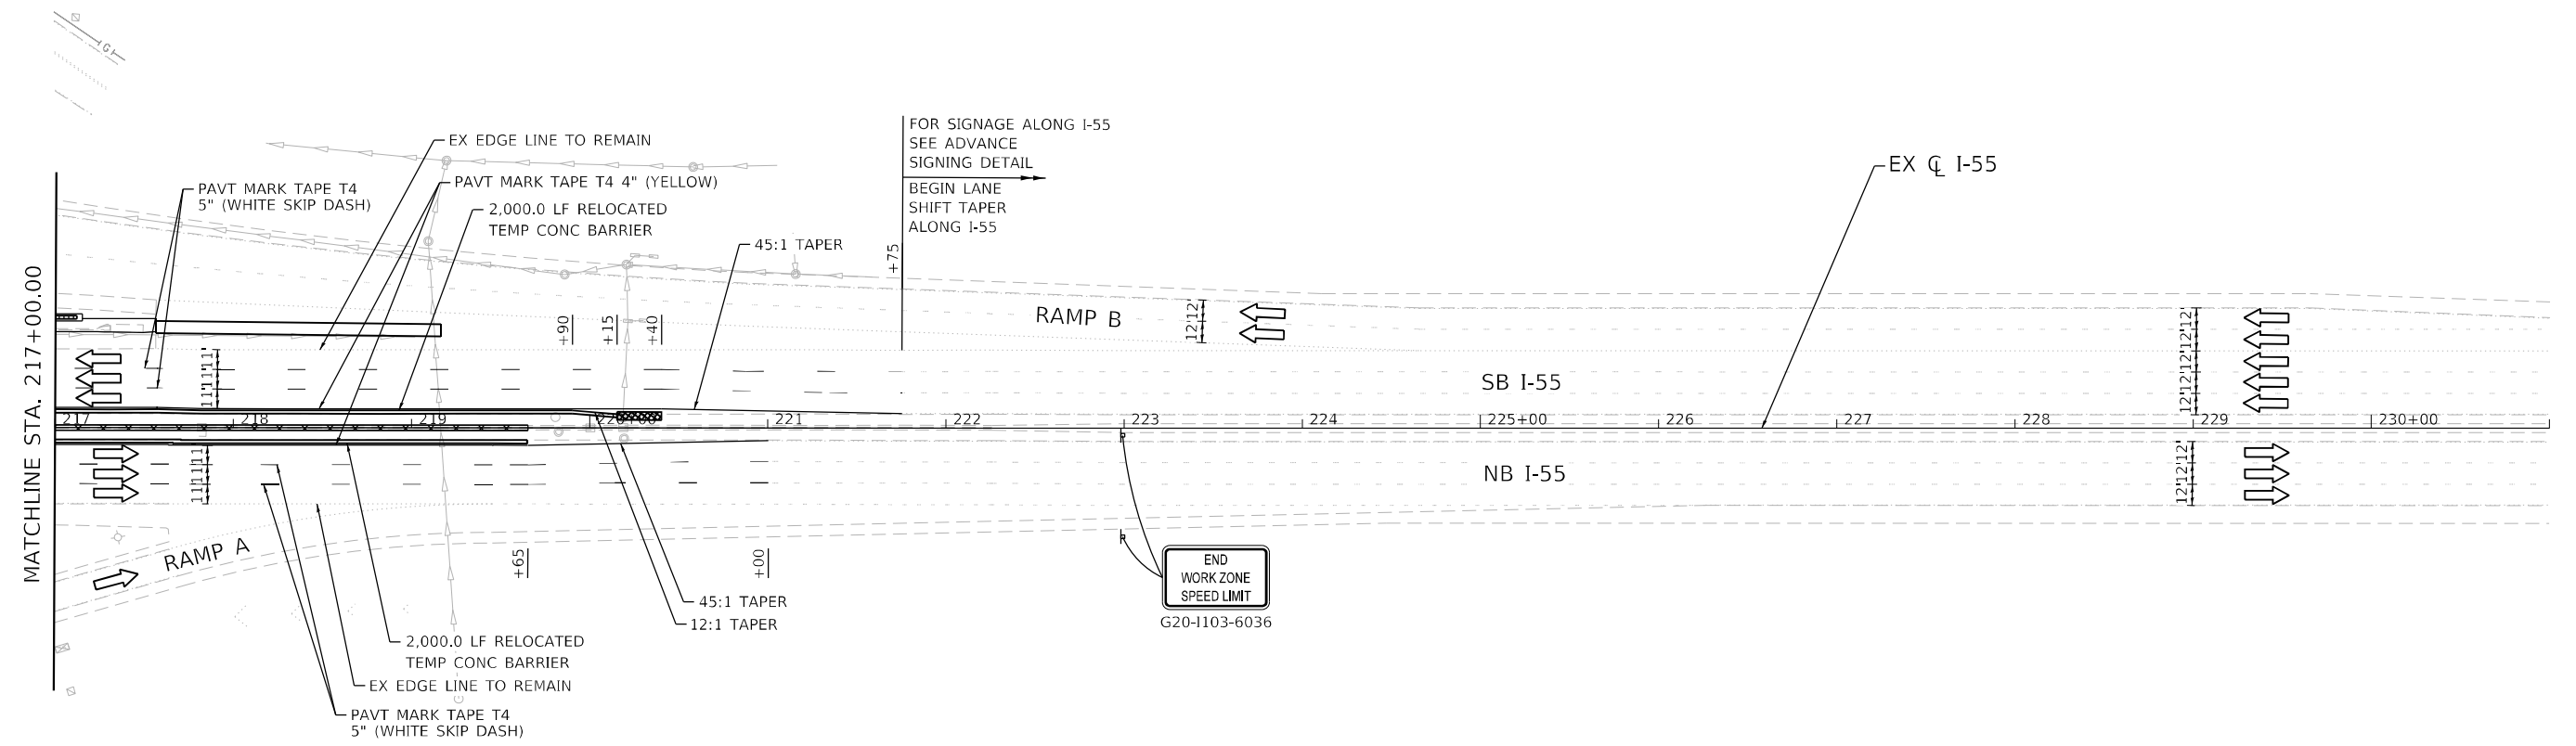 G
EX EDGE LINE TO REMAIN
PAVT MARK TAPE T4
5" (WHITE SKIP DASH)
PAVT MARK TAPE T4 4" (YELLOW)
2,000.0 LF RELOCATED
TEMP CONC BARRIER
45:1 TAPER
FOR SIGNAGE ALONG I-55
SEE ADVANCE
SIGNING DETAIL
BEGIN LANE
SHIFT TAPER
ALONG I-55
+75
EX ℄ I-55
MATCHLINE STA. 217+00.00
+90
+15
+40
RAMP B
12'12'
12'12'12'12'12'
11'11'11'
SB I-55
217
218
219
220+00
221
222
223
224
225+00
226
227
228
229
230+00
11'11'11'
NB I-55
12'12'12'
RAMP A
+65
+00
END
WORK ZONE
SPEED LIMIT
G20-I103-6036
45:1 TAPER
12:1 TAPER
2,000.0 LF RELOCATED
TEMP CONC BARRIER
EX EDGE LINE TO REMAIN
G
PAVT MARK TAPE T4
5" (WHITE SKIP DASH)